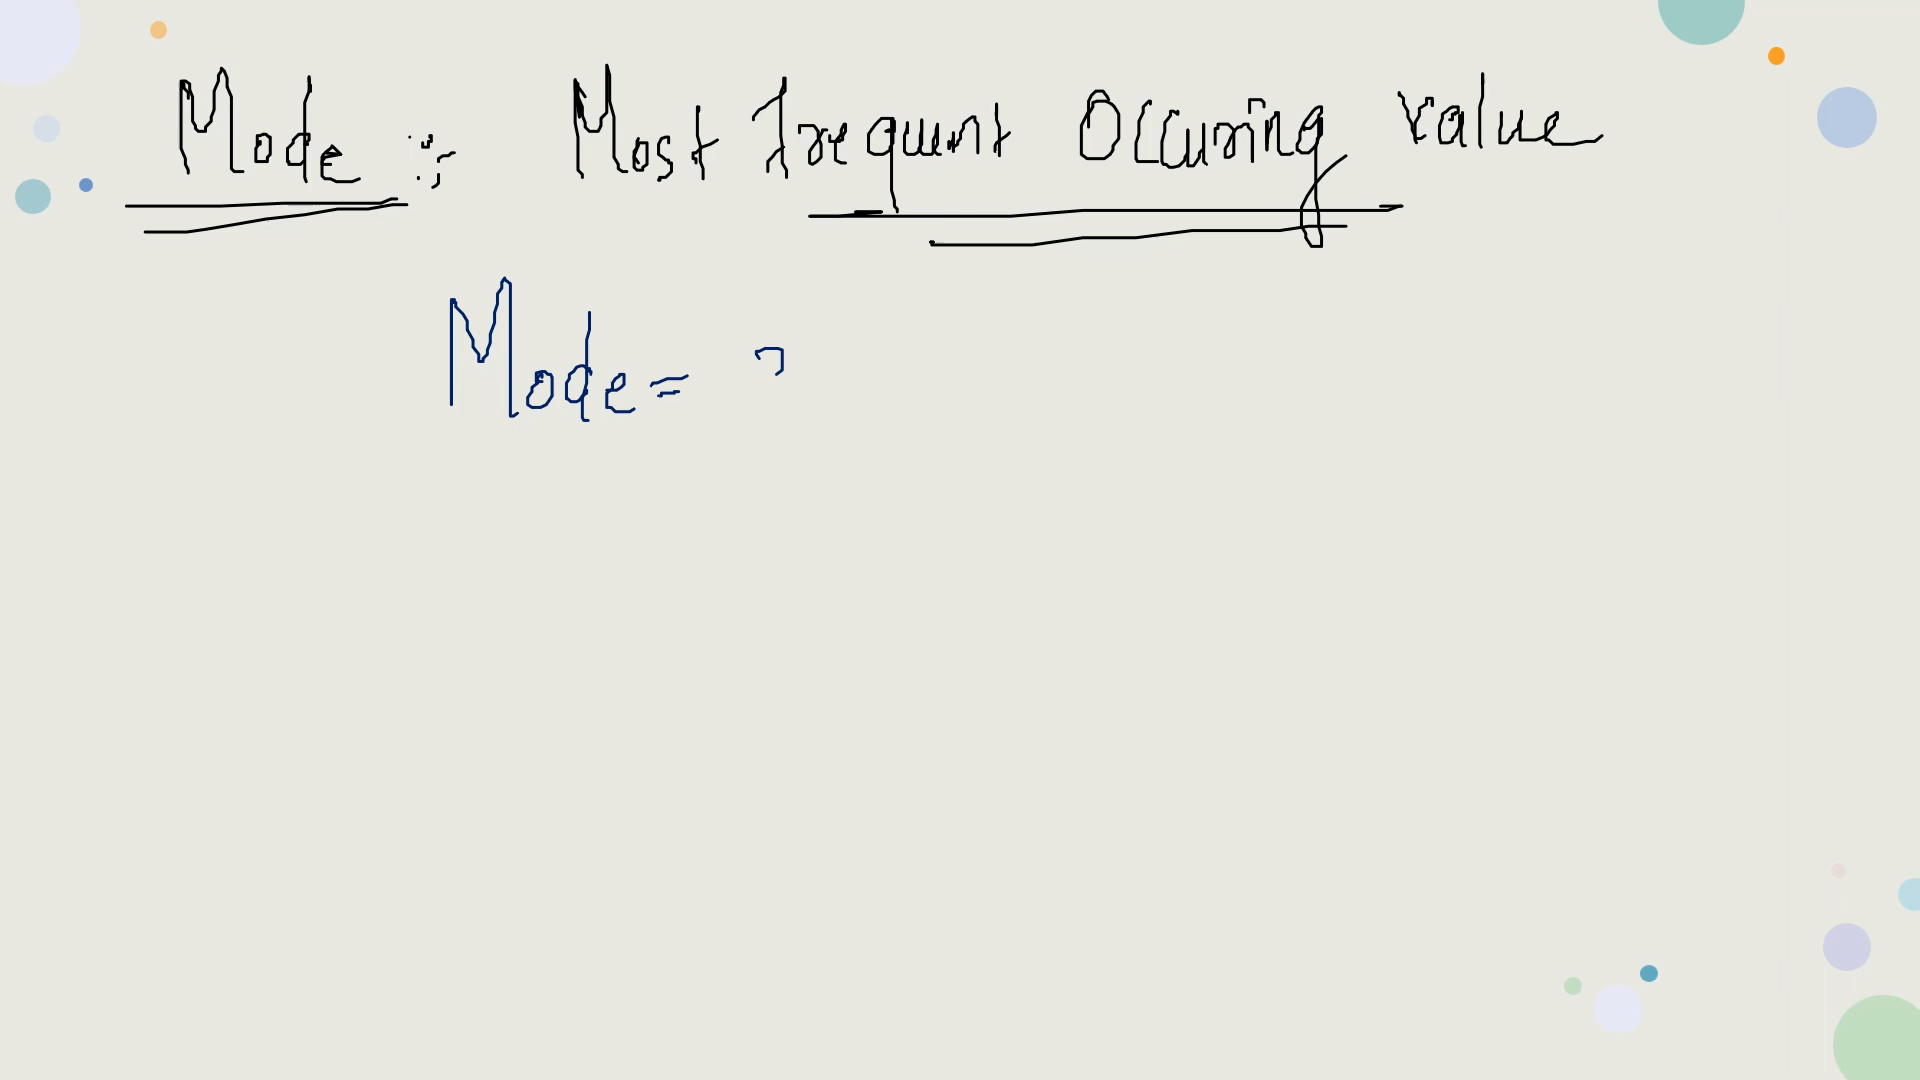 Mode :- Most frequent Occuring value
Mode =